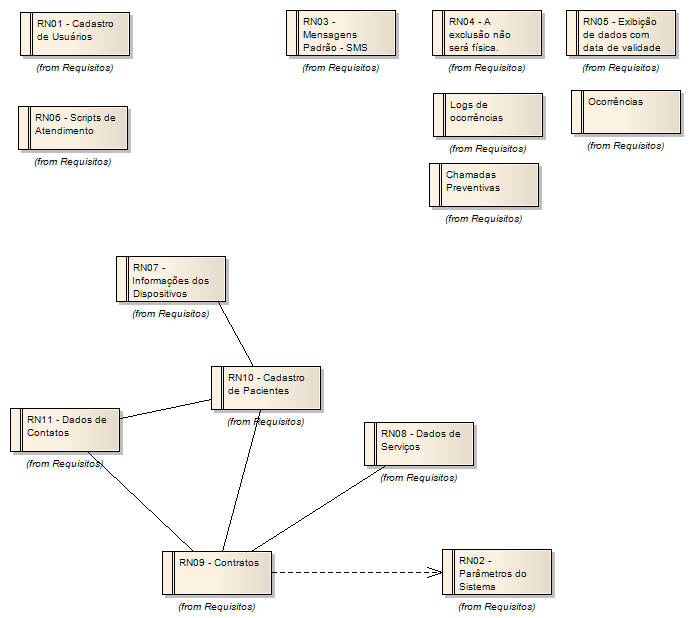 RN01 - Cadastro
de Usuários
(from Requisitos)
RN03 -
Mensagens
Padrão - SMS
(from Requisitos)
RN04 - A
exclusão não
será física.
(from Requisitos)
RN05 - Exibição
de dados com
data de validade
(from Requisitos)
RN06 - Scripts de
Atendimento
(from Requisitos)
Logs de
ocorrências
(from Requisitos)
Ocorrências
(from Requisitos)
Chamadas
Preventivas
(from Requisitos)
RN07 -
Informações dos
Dispositivos
(from Requisitos)
RN10 - Cadastro
de Pacientes
(from Requisitos)
RN11 - Dados de
Contatos
(from Requisitos)
RN08 - Dados de
Serviços
(from Requisitos)
RN09 - Contratos
(from Requisitos)
RN02 -
Parâmetros do
Sistema
(from Requisitos)